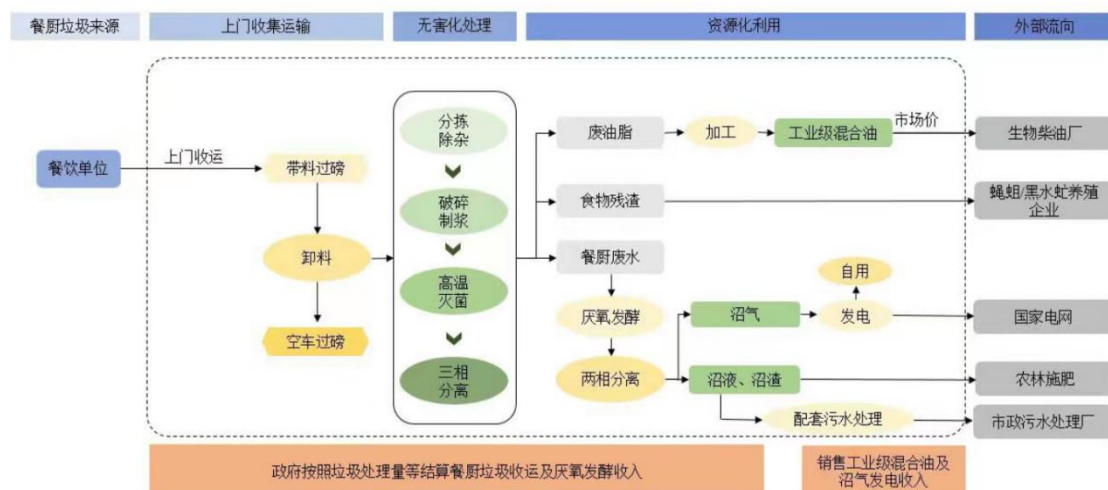 餐厨垃圾来源
上门收集运输
无害化处理
资源化利用
外部流向
餐饮单位
上门收运
带料过磅
卸料
空车过磅
分拣
除杂
破碎
制浆
高温
灭菌
三相
分离
废油脂
加工
工业级混合油
市场价
生物柴油厂
食物残渣
蝇蛆/黑水虻养殖
企业
餐厨废水
厌氧发酵
两相分离
沼气
发电
自用
国家电网
沼液、沼渣
农林施肥
配套污水处理
市政污水处理厂
政府按照垃圾处理量等结算餐厨垃圾收运及厌氧发酵收入
销售工业级混合油及
沼气发电收入